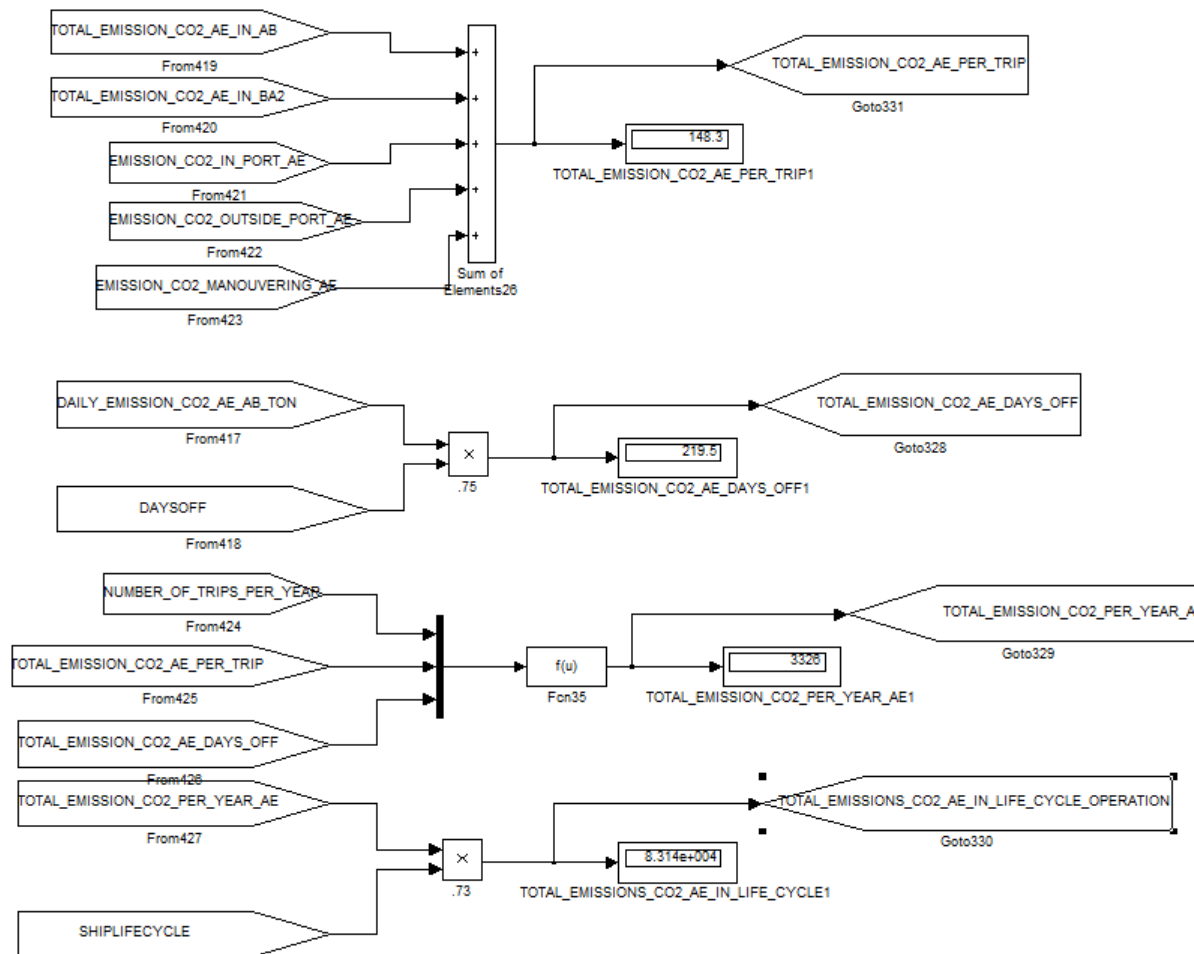 TOTAL_EMISSION_CO2_AE_IN_AB
From419
TOTAL_EMISSION_CO2_AE_IN_BA2
From420
EMISSION_CO2_IN_PORT_AE
From421
EMISSION_CO2_OUTSIDE_PORT_AE
From422
EMISSION_CO2_MANOUVERING_AE
From423
+
+
+
+
+
Sum of
Elements26
TOTAL_EMISSION_CO2_AE_PER_TRIP
Goto331
148.3
TOTAL_EMISSION_CO2_AE_PER_TRIP1
DAILY_EMISSION_CO2_AE_AB_TON
From417
DAYSOFF
From418
×
.75
TOTAL_EMISSION_CO2_AE_DAYS_OFF
Goto328
219.5
TOTAL_EMISSION_CO2_AE_DAYS_OFF1
NUMBER_OF_TRIPS_PER_YEAR
From424
TOTAL_EMISSION_CO2_AE_PER_TRIP
From425
TOTAL_EMISSION_CO2_AE_DAYS_OFF
From426
f(u)
Fcn35
TOTAL_EMISSION_CO2_PER_YEAR_A
Goto329
3326
TOTAL_EMISSION_CO2_PER_YEAR_AE1
TOTAL_EMISSION_CO2_PER_YEAR_AE
From427
SHIPLIFECYCLE
×
.73
TOTAL_EMISSIONS_CO2_AE_IN_LIFE_CYCLE_OPERATION
Goto330
8.314e+004
TOTAL_EMISSIONS_CO2_AE_IN_LIFE_CYCLE1